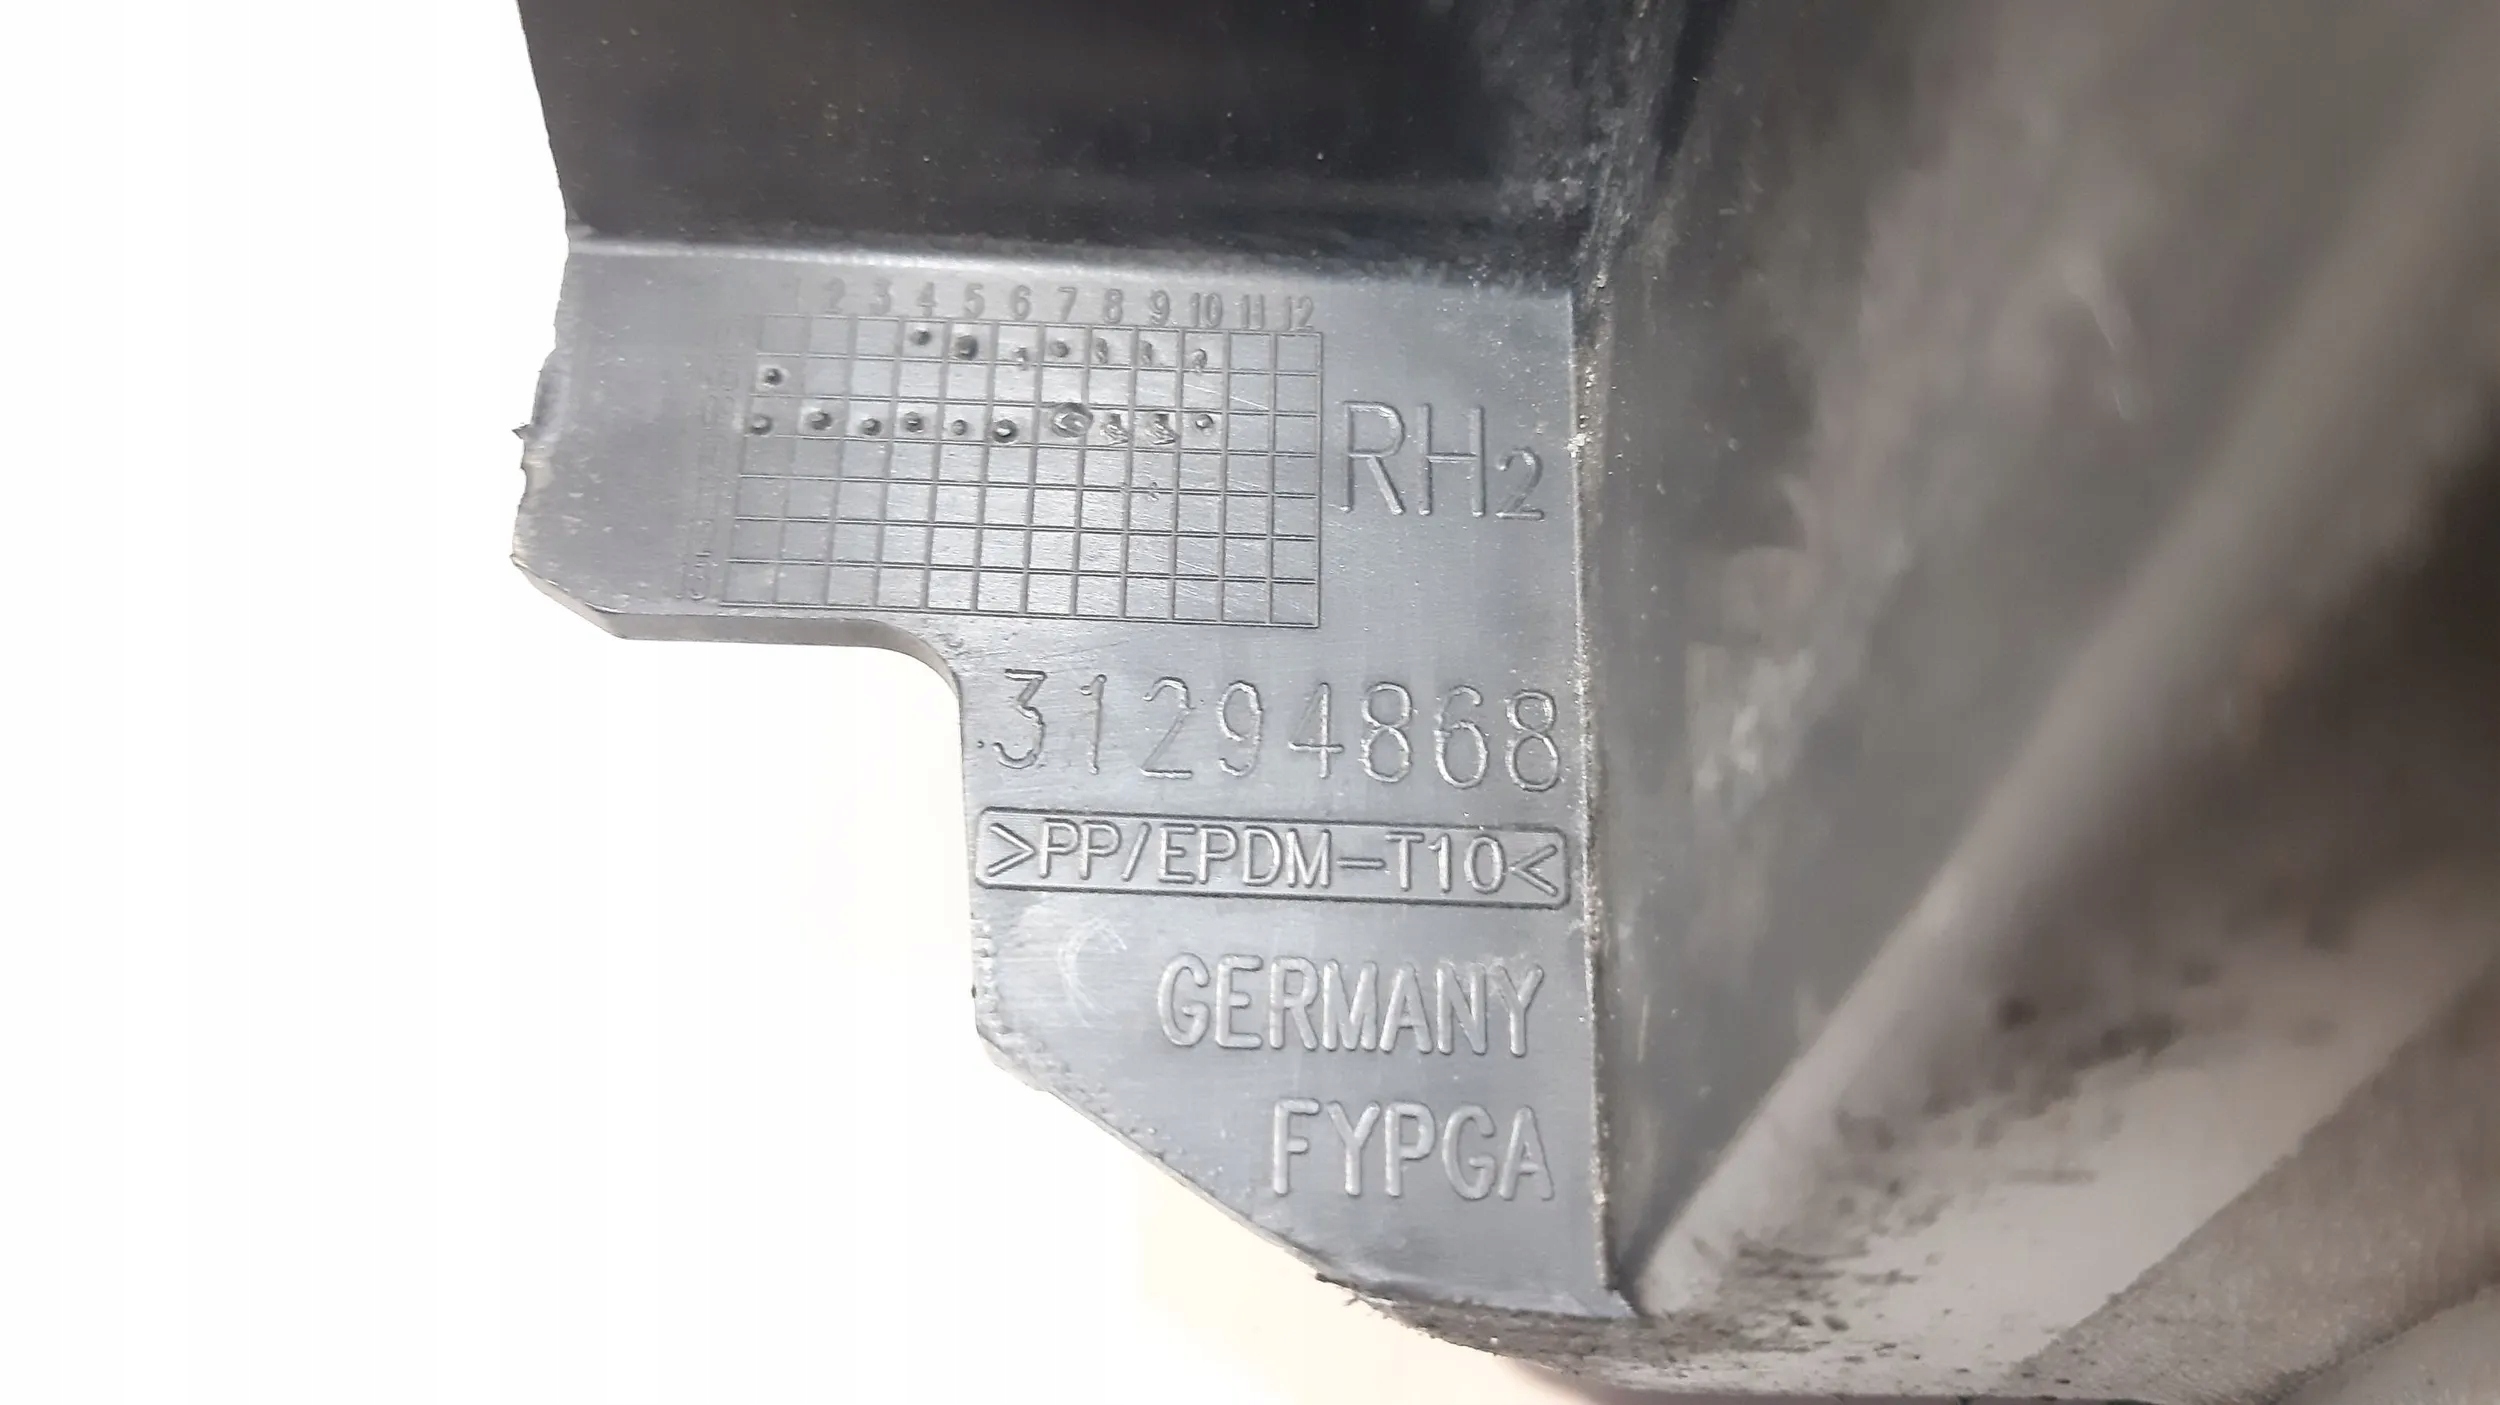 1 2 3 4 5 6 7 8 9 10 11 12
RH2
31294868
>PP/EPDM-T10<
GERMANY
FYPGA